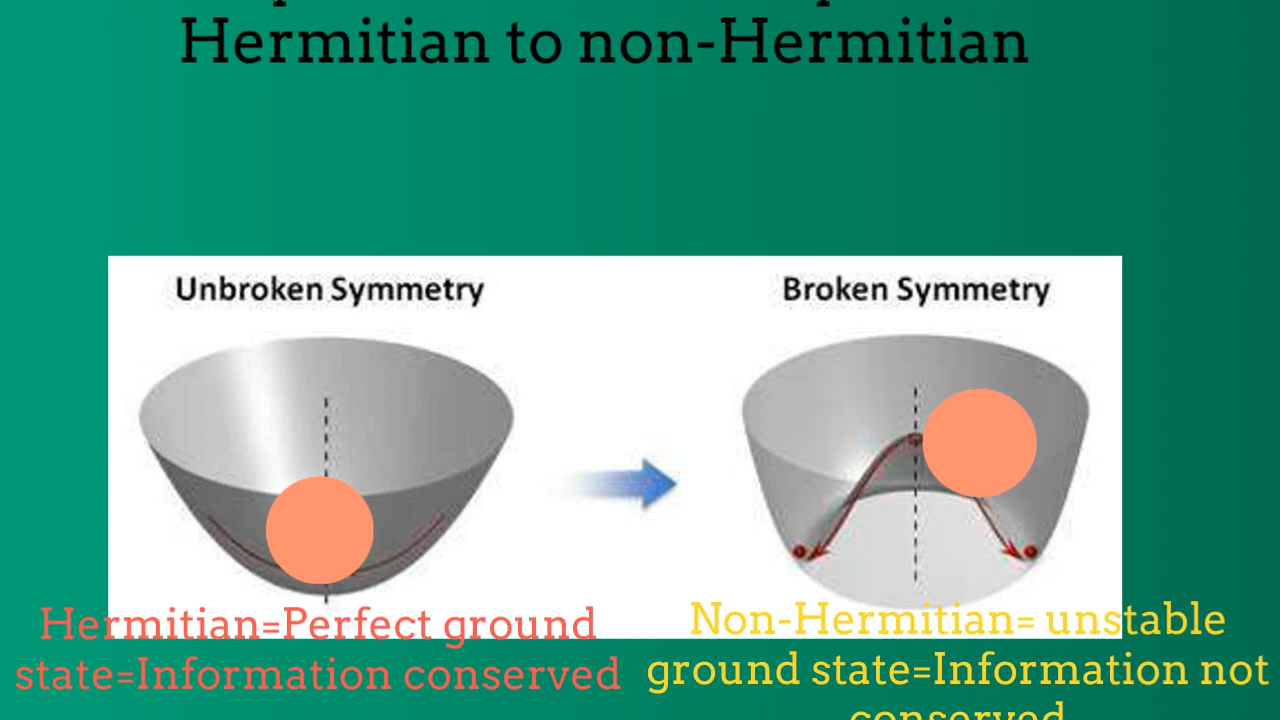 Hermitian to non-Hermitian
Unbroken Symmetry
Broken Symmetry
Hermitian=Perfect ground
state=Information conserved
Non-Hermitian= unstable
ground state=Information not
conserved